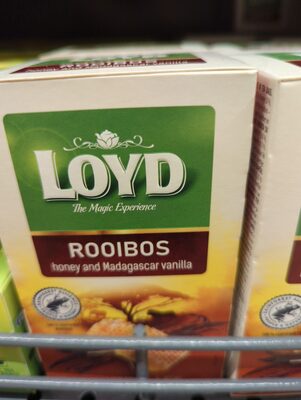 LOYD
The Magic Experience
ROOIBOS
honey and Madagascar vanilla